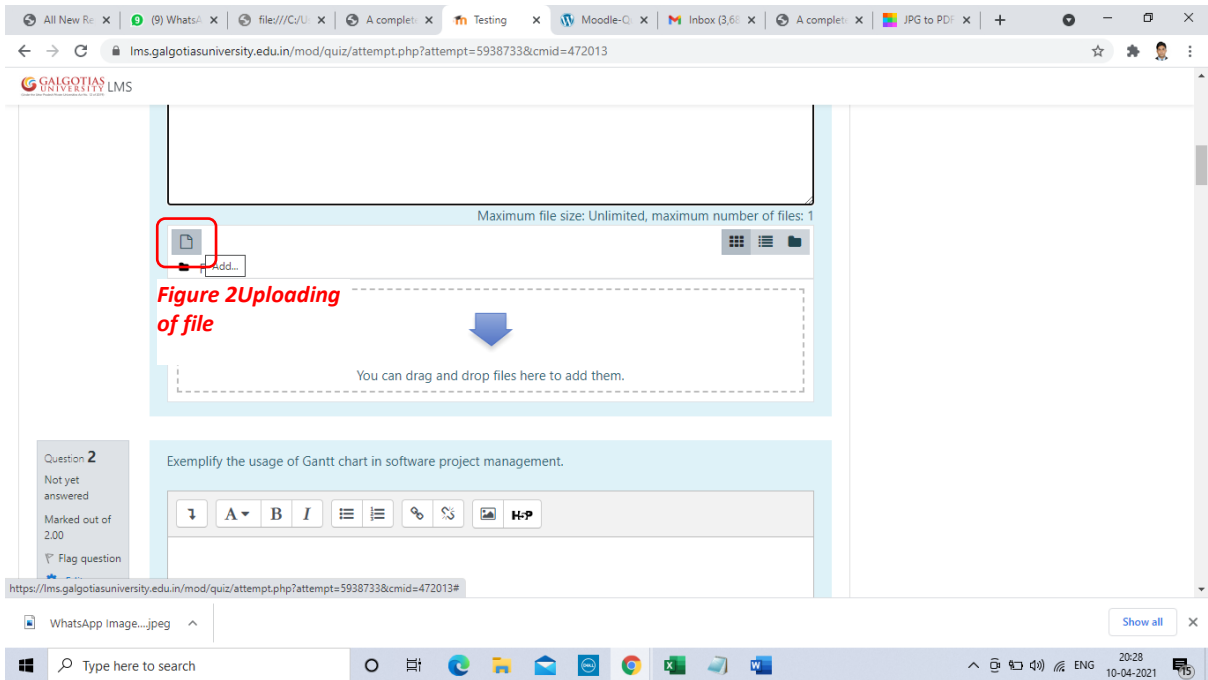 All New Re
(9) WhatsA
file:///C:/U
A complete
Testing
Moodle-Q
Inbox (3,68
A complete
JPG to PDF
lms.galgotiasuniversity.edu.in/mod/quiz/attempt.php?attempt=5938733&cmid=472013
GALGOTIAS
UNIVERSITY LMS
Maximum file size: Unlimited, maximum number of files: 1
Add...
Figure 2Uploading
of file
You can drag and drop files here to add them.
Question 2
Not yet
answered
Marked out of
2.00
Flag question
Exemplify the usage of Gantt chart in software project management.
A B I H-P
https://lms.galgotiasuniversity.edu.in/mod/quiz/attempt.php?attempt=5938733&cmid=472013#
WhatsApp Image....jpeg
Show all
Type here to search
DELL
ENG
20:28
10-04-2021
15